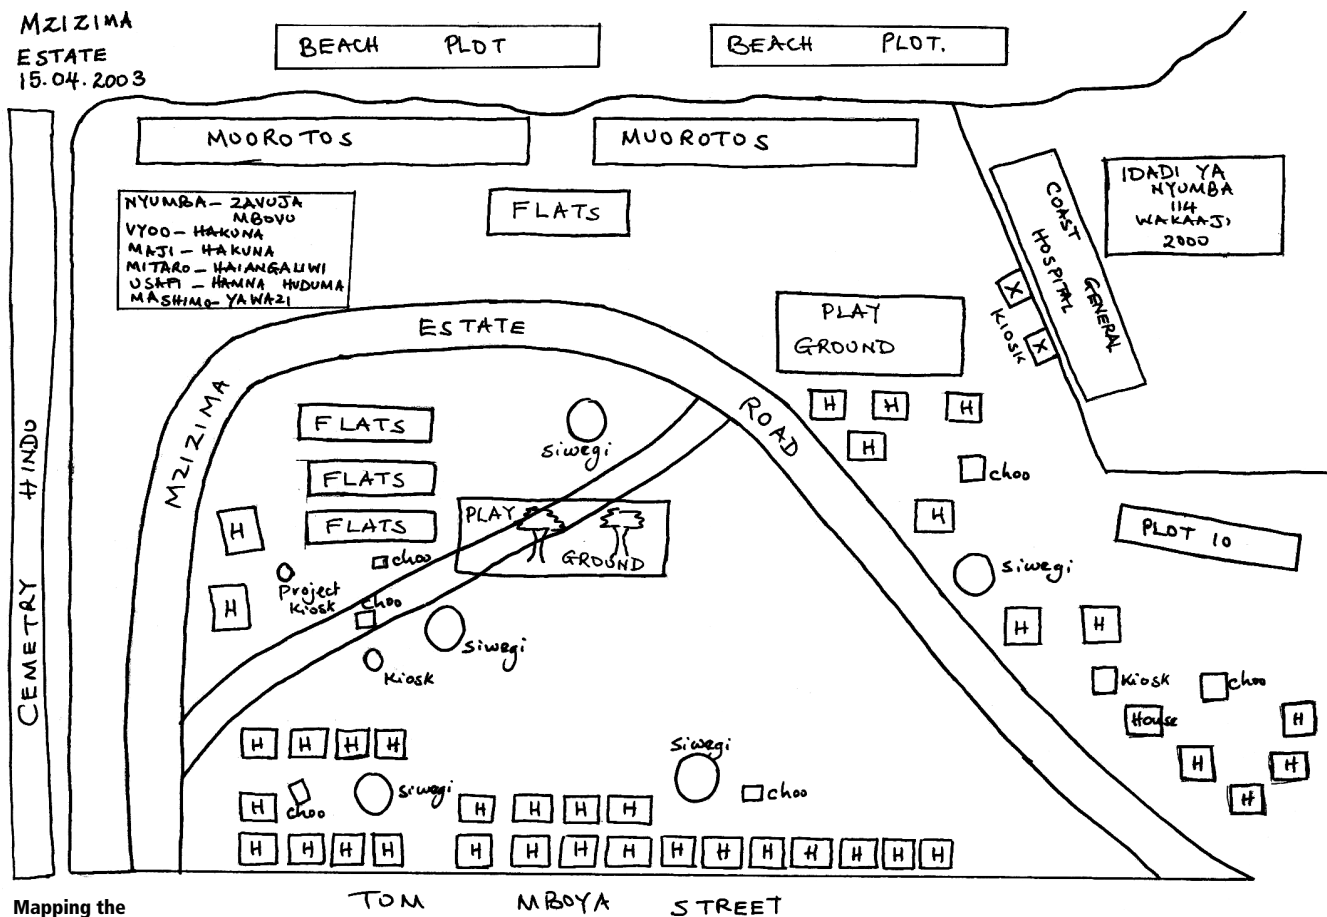 MZIZIMA
ESTATE
15.04.2003
BEACH PLOT
BEACH PLOT.
MUOROTOS
MUOROTOS
NYUMBA – ZAVUJA
MBOVU
VYOO – HAKUNA
MAJI – HAKUNA
MITARO – HAIANGALIWI
USAFI – HAMNA HUDUMA
MASHIMO – YAWAZI
FLATS
COAST GENERAL
HOSPITAL
IDADI YA
NYUMBA
114
WAKAAJI
2000
X
X
KIOSK
PLAY
GROUND
CEMETRY HINDU
MZIZIMA ESTATE ROAD
FLATS
FLATS
FLATS
Siwegi
H H H
H
choo
H
PLAY
GROUND
PLOT 10
H
choo
Project
Kiosk
H
choo
Siwegi
Kiosk
Siwegi
H H
Kiosk
choo
House
H
H
H
H
H H H H
Siwegi
choo
H
choo
Siwegi
H H H H
H H H H H H H H H H H H H H
TOM MBOYA STREET
Mapping the